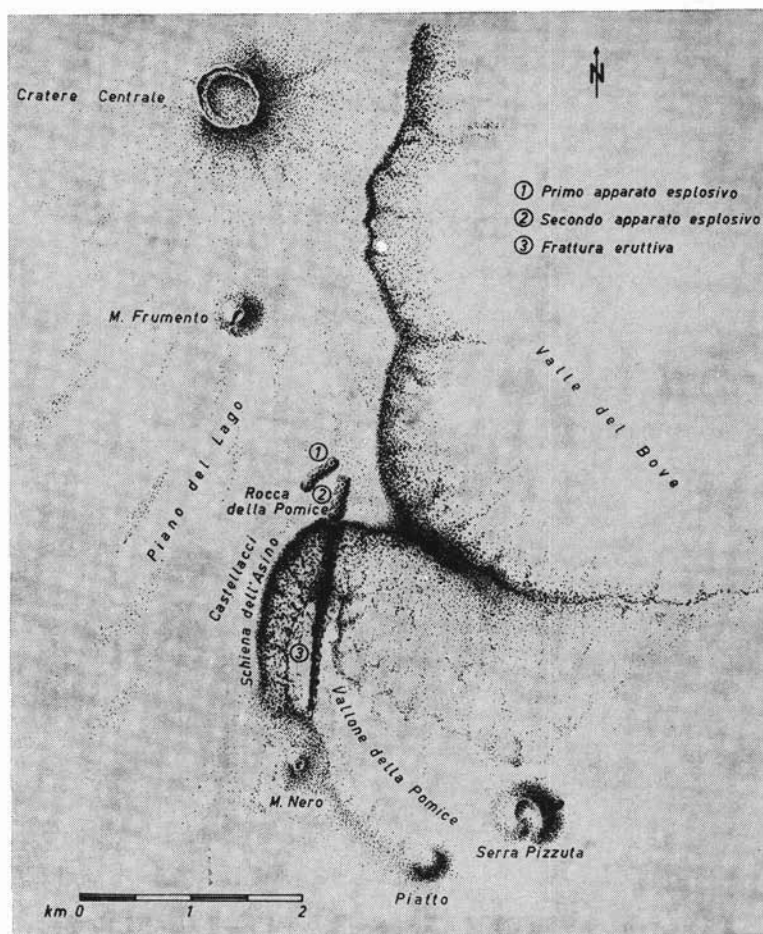 Cratere Centrale
N
① Primo apparato esplosivo
② Secondo apparato esplosivo
③ Frattura eruttiva
M. Frumento
Valle del Bove
Piano del Lago
①
②
Rocca
della Pomice
Castellacci
Schiena dell'Asino
③
Vallone della Pomice
M. Nero
Serra Pizzuta
Piatto
km 0 1 2